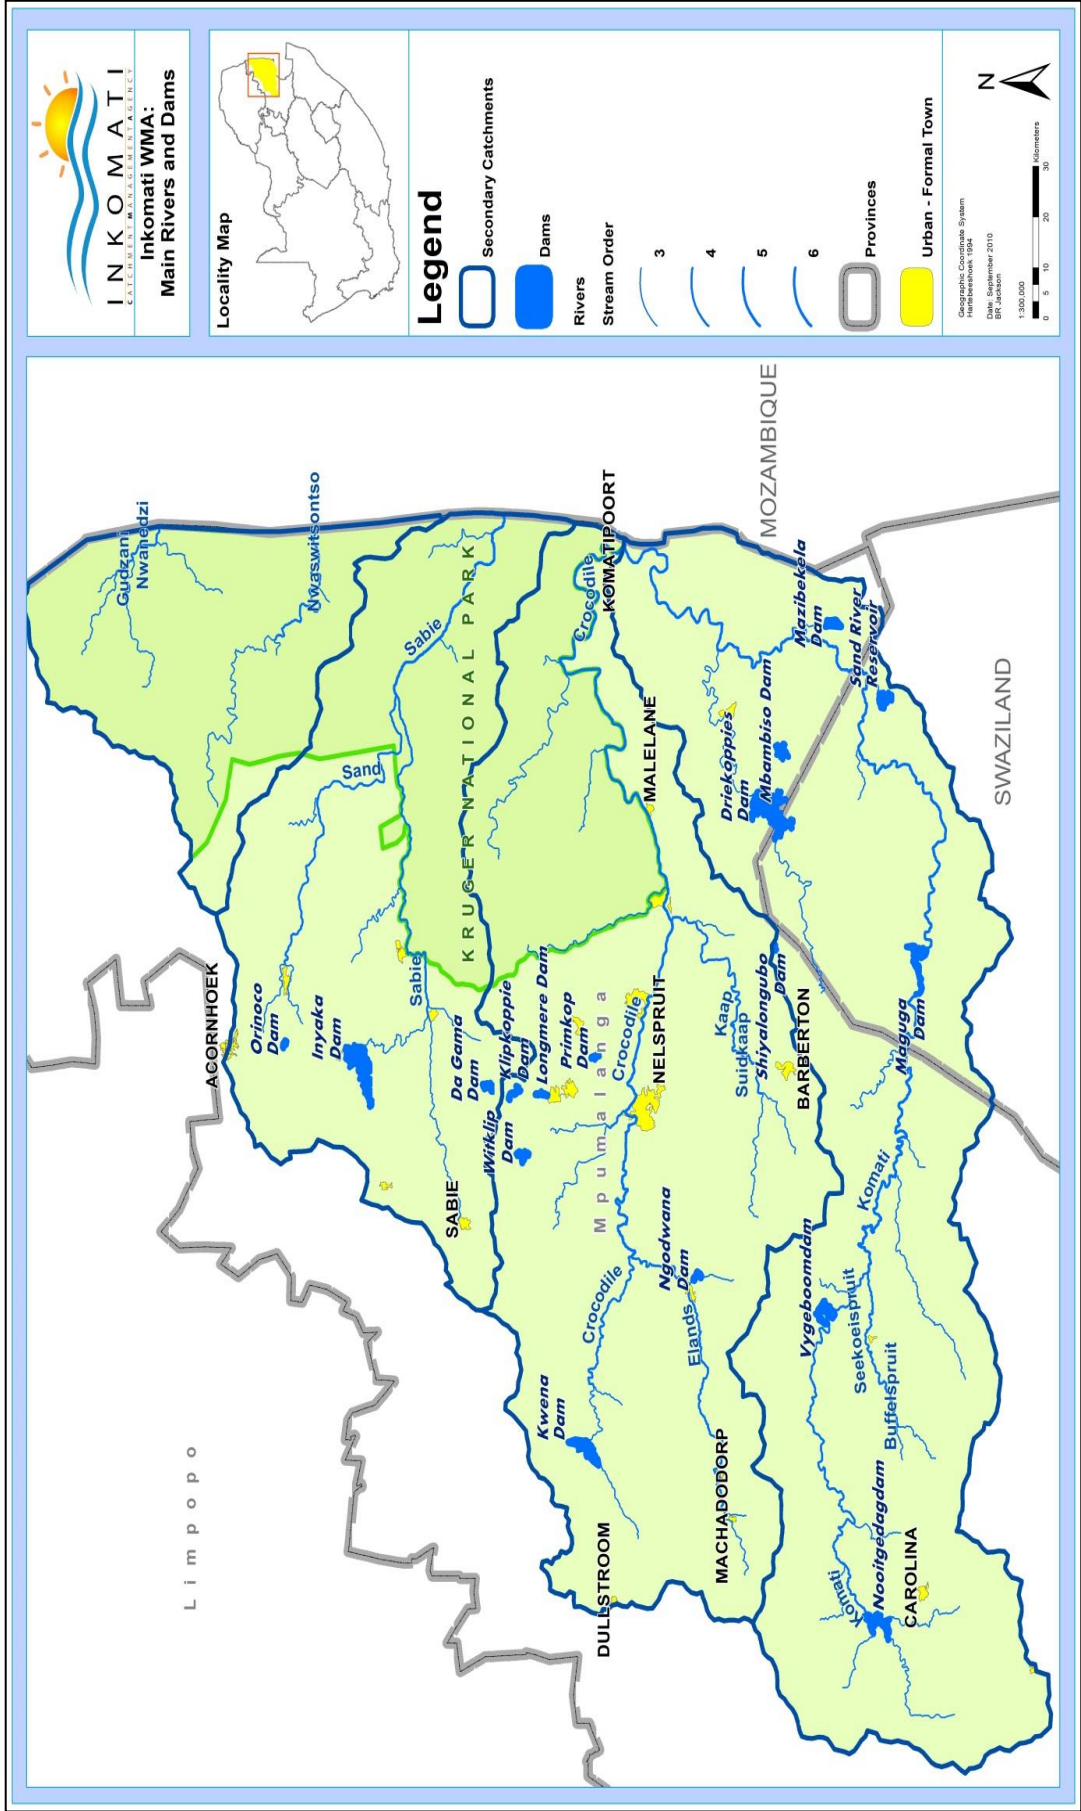 INKOMATI
CATCHMENT MANAGEMENT AGENCY
Inkomati WMA:
Main Rivers and Dams
Locality Map
Legend
Secondary Catchments
Dams
Rivers
Stream Order
3
4
5
6
Provinces
Urban - Formal Town
Geographic Coordinate System
Hartebeeshoek 1994
Date: September 2010
BR Jackson
1:300,000
0 5 10 20 30
Kilometers
N
Limpopo
ACORNHOEK
Gudzani
Nwanedzi
Nwaswitsontso
Orinoco
Dam
Inyaka
Dam
Sand
Sabie
Sabie
KRUGER NATIONAL PARK
SABIE
Da Gama
Dam
Witklip
Dam
Klipkoppie
Dam
Longmere Dam
Primkop
Dam
Mpumalanga
Kwena
Dam
Crocodile
Crocodile
Crocodile
KOMATIPOORT
DULLSTROOM
NELSPRUIT
MALELANE
Ngodwana
Dam
Elands
MACHADODORP
Kaap
Suidkaap
Shiyalongubo
Dam
BARBERTON
Driekoppies
Dam
Mbambiso Dam
MOZAMBIQUE
Mazibekela
Dam
Sand River
Reservoir
Vygeboomdam
Komati
Komati
Seekoeispruit
Buffelspruit
Nooitgedagdam
CAROLINA
Maguga
Dam
SWAZILAND